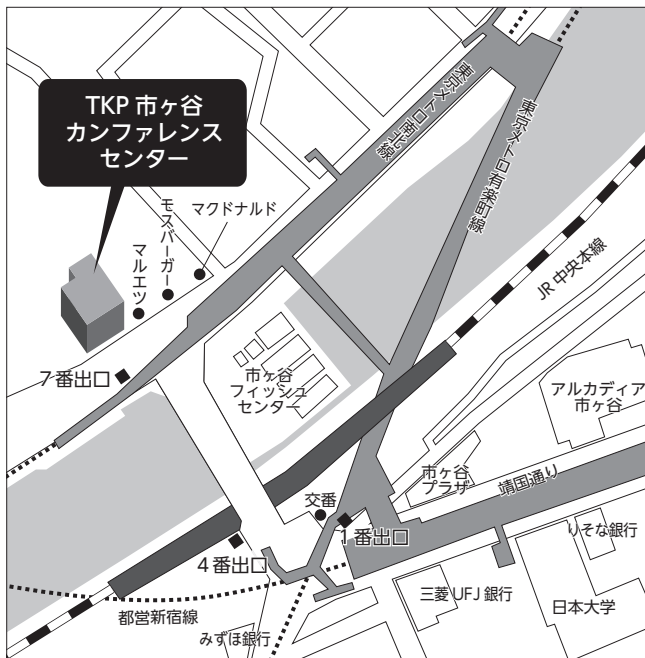 東京メトロ南北線
東京メトロ有楽町線
TKP 市ヶ谷
カンファレンス
センター
マクドナルド
モスバーガー
マルエツ
JR 中央本線
7番出口
市ヶ谷
フィッシュ
センター
アルカディア
市ヶ谷
市ヶ谷
プラザ
靖国通り
交番
1番出口
りそな銀行
4番出口
三菱 UFJ 銀行
日本大学
都営新宿線
みずほ銀行